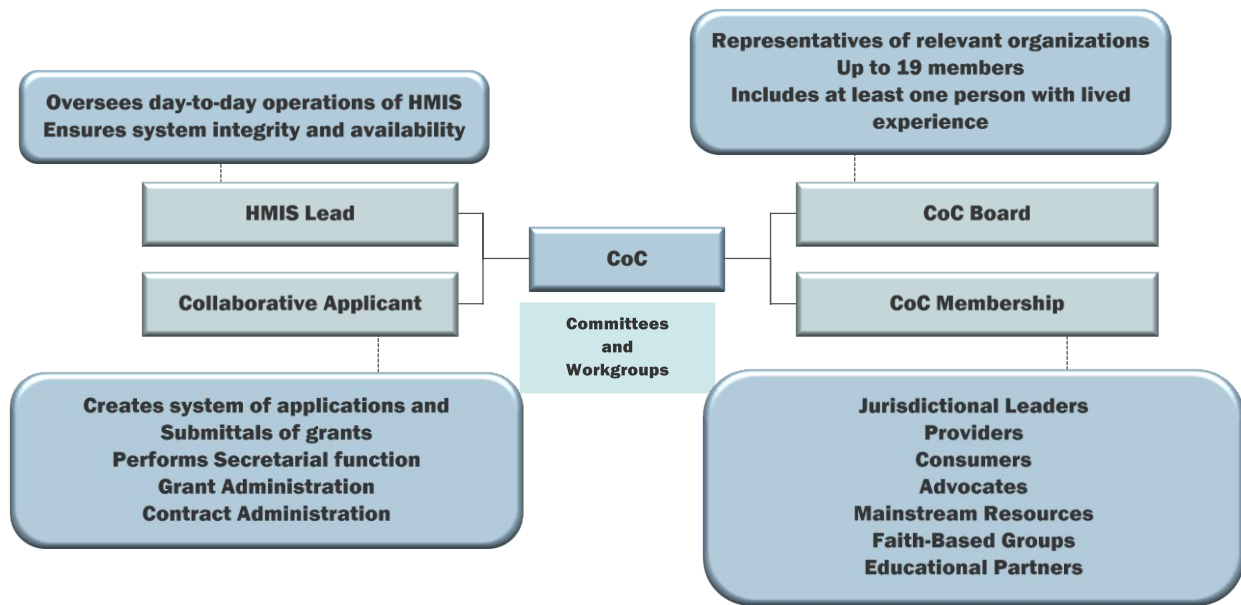 Representatives of relevant organizations
Up to 19 members
Includes at least one person with lived
experience
Oversees day-to-day operations of HMIS
Ensures system integrity and availability
HMIS Lead
CoC Board
CoC
Collaborative Applicant
CoC Membership
Committees
and
Workgroups
Creates system of applications and
Submittals of grants
Performs Secretarial function
Grant Administration
Contract Administration
Jurisdictional Leaders
Providers
Consumers
Advocates
Mainstream Resources
Faith-Based Groups
Educational Partners